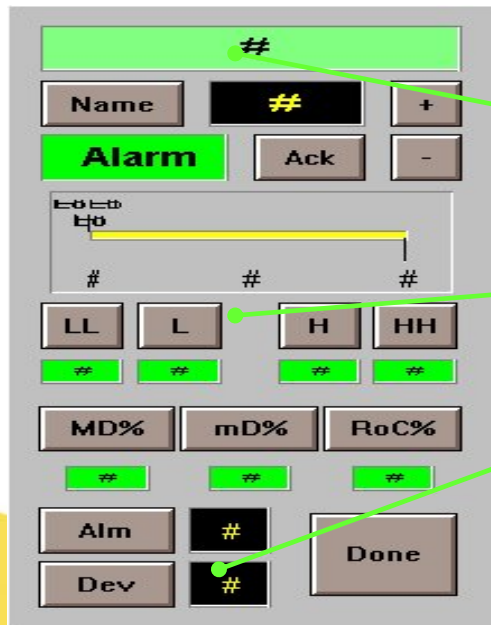 #
Name # +
Alarm Ack -
# # #
LL L H HH
# # # #
MD% mD% RoC%
# # #
Alm #
Dev #
Done